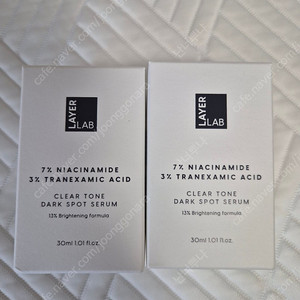 LAYER
LAB
7% NIACINAMIDE
3% TRANEXAMIC ACID
CLEAR TONE
DARK SPOT SERUM
13% Brightening formula
30ml 1.01 fl.oz.
LAYER
LAB
7% NIACINAMIDE
3% TRANEXAMIC ACID
CLEAR TONE
DARK SPOT SERUM
13% Brightening formula
30ml 1.01 fl.oz.